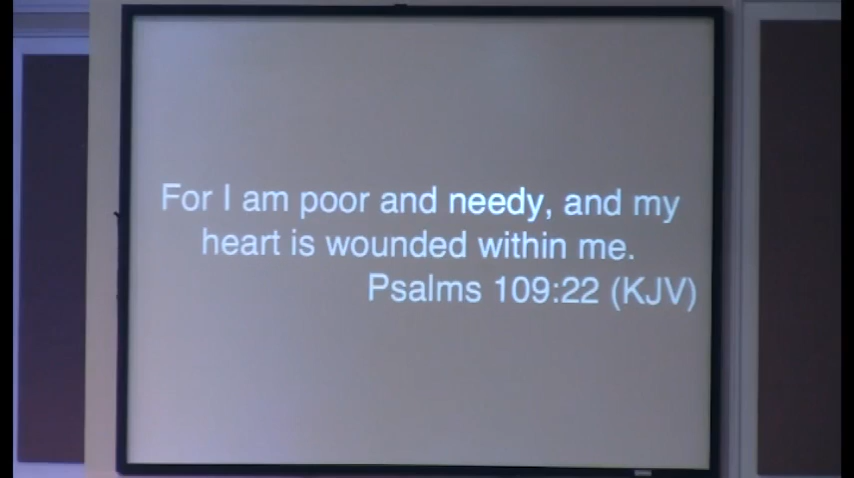 For I am poor and needy, and my
heart is wounded within me.
Psalms 109:22 (KJV)